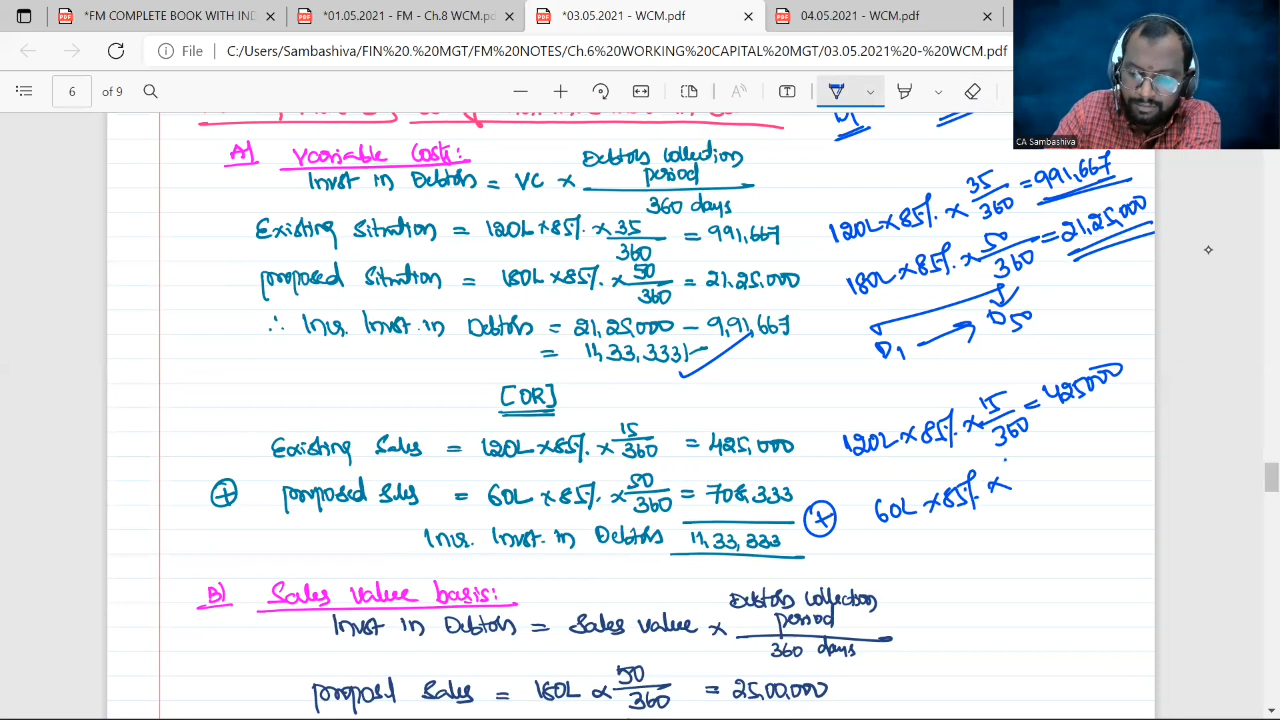 *FM COMPLETE BOOK WITH IND
*01.05.2021 - FM - Ch.8 WCM.pdf
*03.05.2021 - WCM.pdf
04.05.2021 - WCM.pdf
File C:/Users/Sambashiva/FIN%20.%20MGT/FM%20NOTES/Ch.6%20WORKING%20CAPITAL%20MGT/03.05.2021%20-%20WCM.pdf
6 of 9
CA Sambashiva
A) Variable Costs:
Invst in Debtors = VC × Debtors collection period / 360 days
Existing Sitration = 120L×85%×35/360 = 991,667
proposed Sitration = 180L×85%×50/360 = 21,25,000
∴ Incr. Invst. in Debtors = 21,25,000 – 9,91,667
= 11,33,333/-
[OR]
Existing Sales = 120L×85%×15/360 = 425,000
⊕ proposed Sales = 60L×85%×50/360 = 708,333
Incr. Invst. in Debtors 11,33,333
B) Sales value basis:
Invst in Debtors = Sales value × Debtors collection period / 360 days
proposed Sales = 180L × 50/360 = 25,00,000
120L×85%×35/360 = 991,667
180L×85%×50/360 = 21,25,000
D1 D50
120L×85%×15/360 = 425000
⊕ 60L×85%×